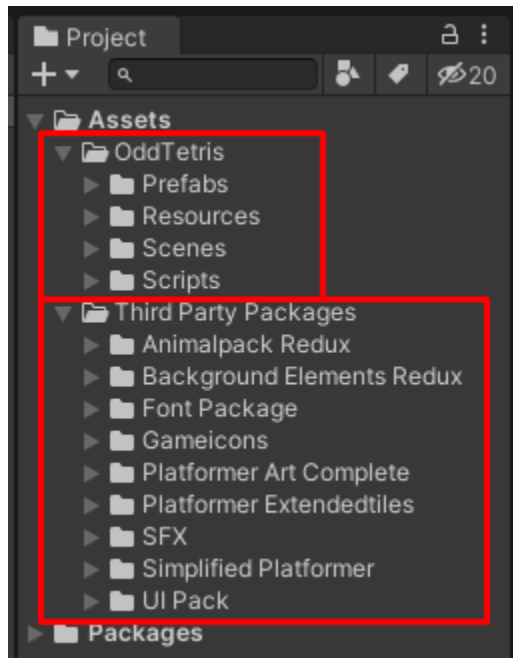 Project
20
Assets
OddTetris
Prefabs
Resources
Scenes
Scripts
Third Party Packages
Animalpack Redux
Background Elements Redux
Font Package
Gameicons
Platformer Art Complete
Platformer Extendedtiles
SFX
Simplified Platformer
UI Pack
Packages